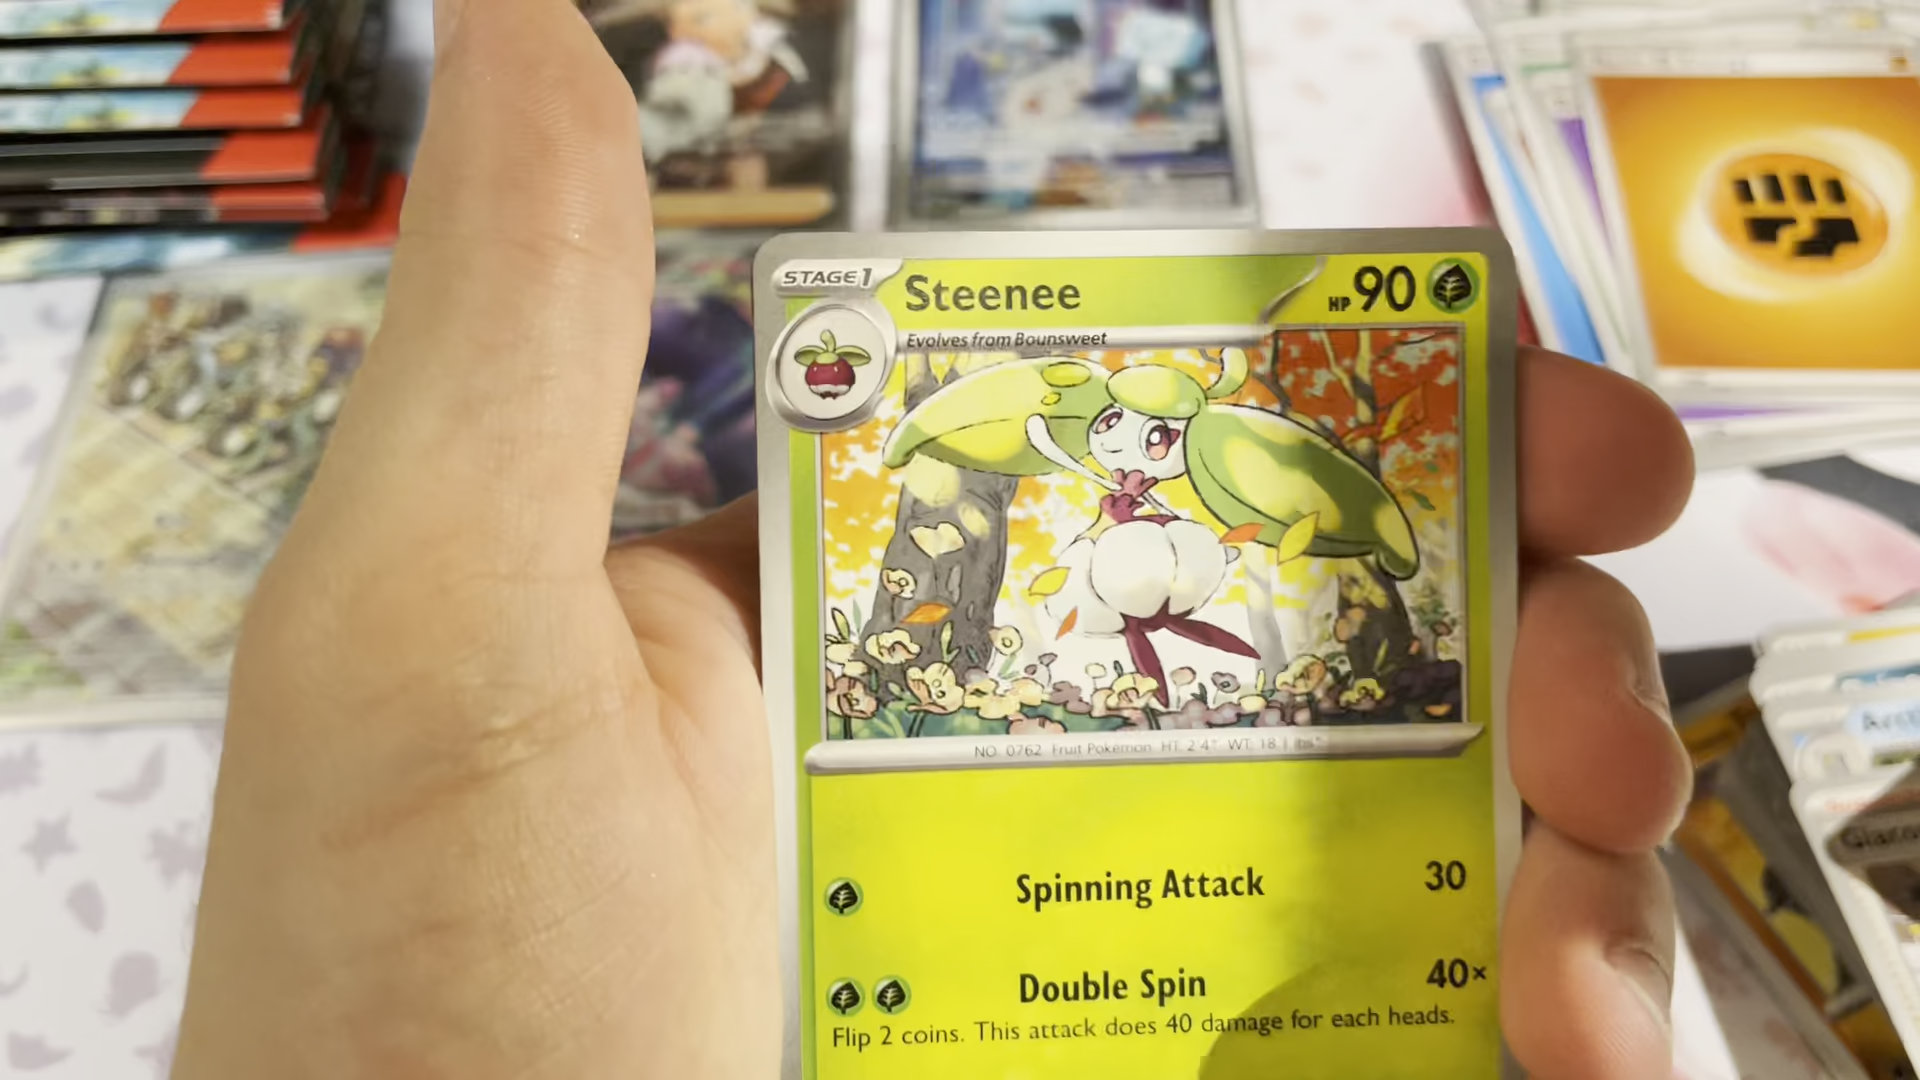 STAGE 1
Steenee
HP 90
Evolves from Bounsweet
NO. 0762 Fruit Pokémon HT: 2'4" WT: 18.1 lbs.
Spinning Attack 30
Double Spin 40×
Flip 2 coins. This attack does 40 damage for each heads.